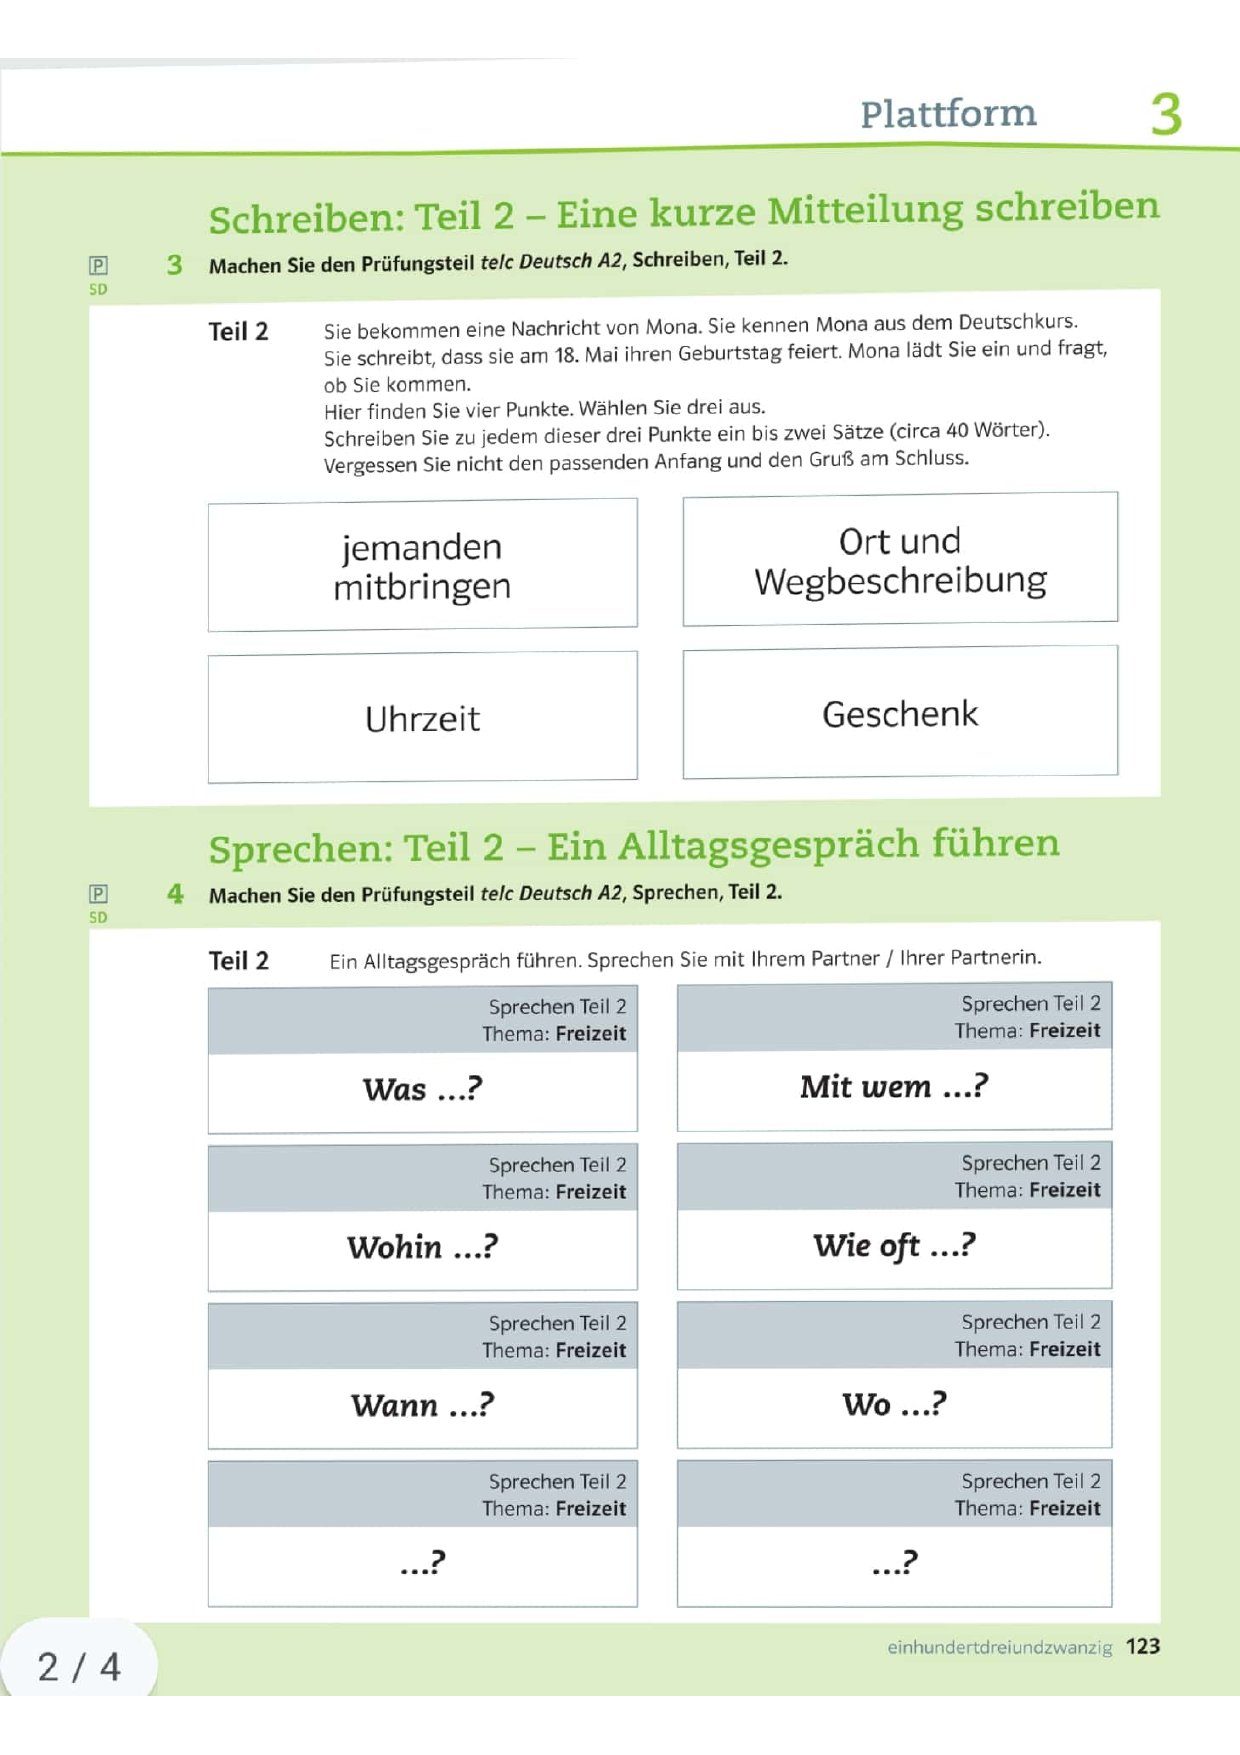 Plattform 3
Schreiben: Teil 2 – Eine kurze Mitteilung schreiben
P
SD
3 Machen Sie den Prüfungsteil telc Deutsch A2, Schreiben, Teil 2.
Teil 2 Sie bekommen eine Nachricht von Mona. Sie kennen Mona aus dem Deutschkurs.
Sie schreibt, dass sie am 18. Mai ihren Geburtstag feiert. Mona lädt Sie ein und fragt,
ob Sie kommen.
Hier finden Sie vier Punkte. Wählen Sie drei aus.
Schreiben Sie zu jedem dieser drei Punkte ein bis zwei Sätze (circa 40 Wörter).
Vergessen Sie nicht den passenden Anfang und den Gruß am Schluss.
jemanden
mitbringen
Ort und
Wegbeschreibung
Uhrzeit
Geschenk
Sprechen: Teil 2 – Ein Alltagsgespräch führen
P
SD
4 Machen Sie den Prüfungsteil telc Deutsch A2, Sprechen, Teil 2.
Teil 2 Ein Alltagsgespräch führen. Sprechen Sie mit Ihrem Partner / Ihrer Partnerin.
Sprechen Teil 2
Thema: Freizeit
Was ...?
Sprechen Teil 2
Thema: Freizeit
Mit wem ...?
Sprechen Teil 2
Thema: Freizeit
Wohin ...?
Sprechen Teil 2
Thema: Freizeit
Wie oft ...?
Sprechen Teil 2
Thema: Freizeit
Wann ...?
Sprechen Teil 2
Thema: Freizeit
Wo ...?
Sprechen Teil 2
Thema: Freizeit
...?
Sprechen Teil 2
Thema: Freizeit
...?
einhundertdreiundzwanzig 123
2 / 4